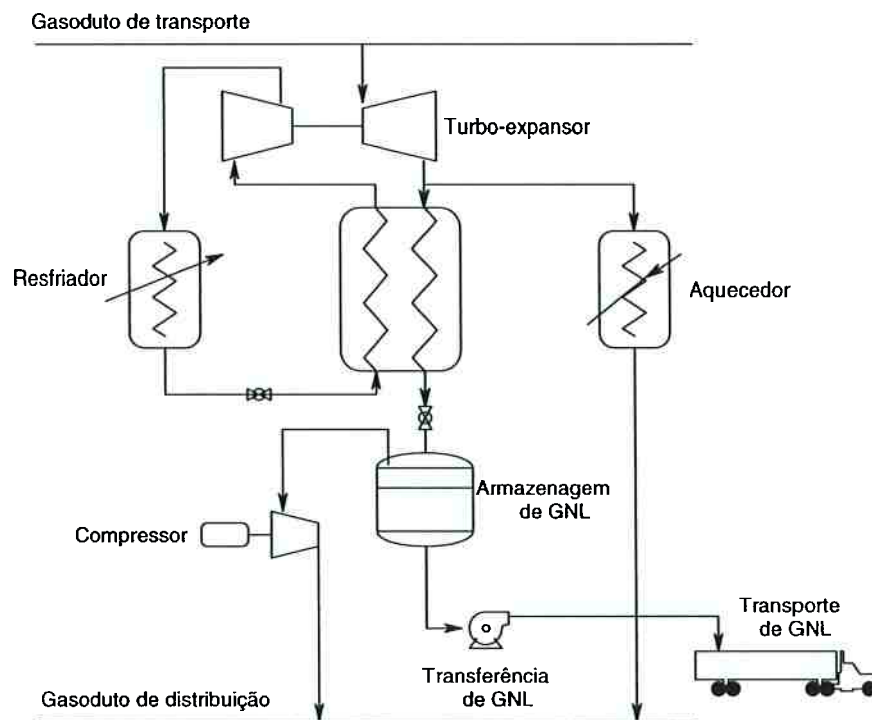 Gasoduto de transporte
Turbo-expansor
Resfriador
Aquecedor
Armazenagem
de GNL
Compressor
Transporte
de GNL
Transferência
de GNL
Gasoduto de distribuição